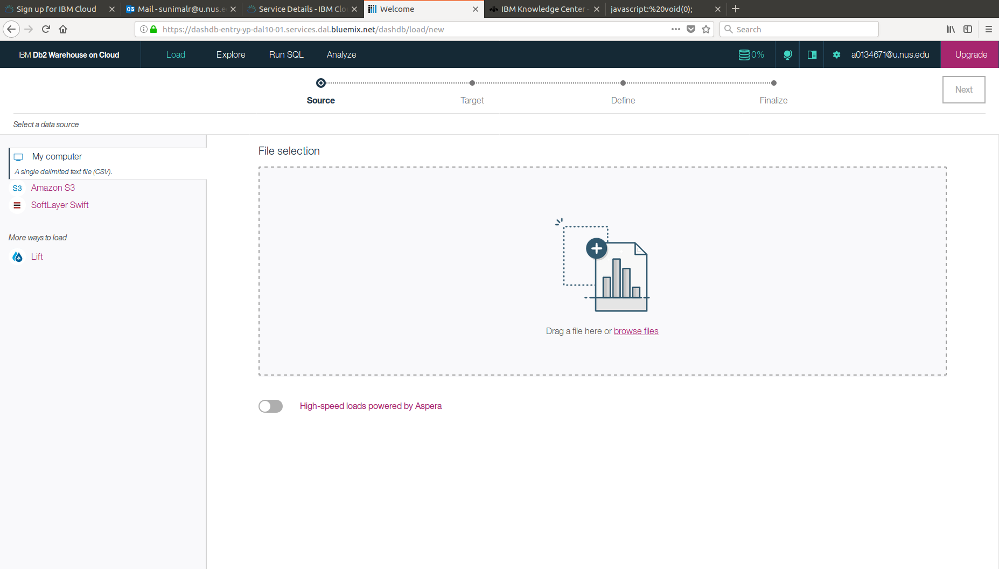 Sign up for IBM Cloud
Mail - sunimalr@u.nus.e
Service Details - IBM Clo
Welcome
IBM Knowledge Center -
javascript:%20void(0);
https://dashdb-entry-yp-dal10-01.services.dal.bluemix.net/dashdb/load/new
Search
IBM Db2 Warehouse on Cloud
Load
Explore
Run SQL
Analyze
0%
a0134671@u.nus.edu
Upgrade
Source
Target
Define
Finalize
Next
Select a data source
My computer
A single delimited text file (CSV).
S3 Amazon S3
SoftLayer Swift
More ways to load
Lift
File selection
Drag a file here or browse files
High-speed loads powered by Aspera